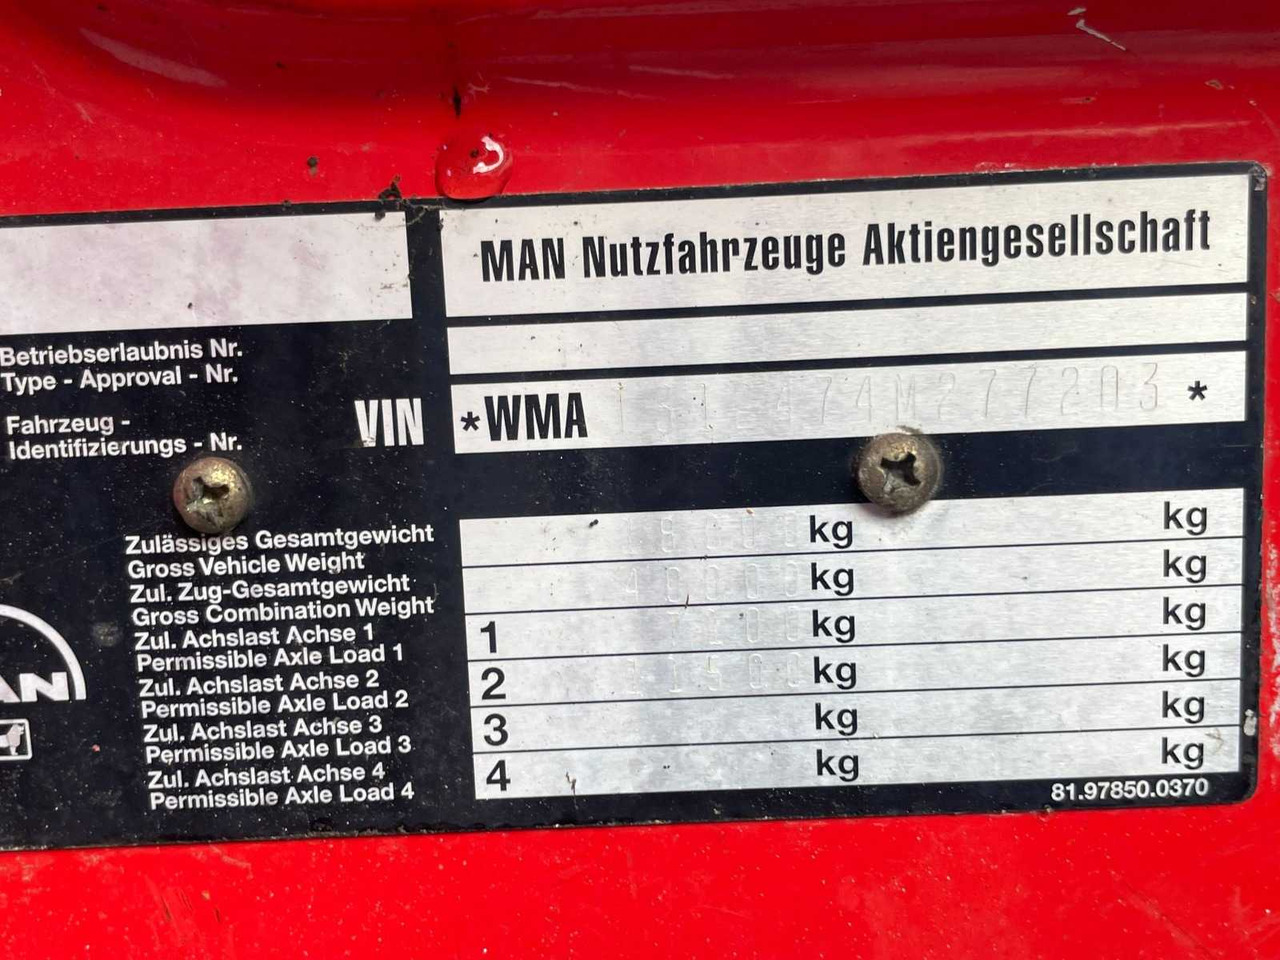 MAN Nutzfahrzeuge Aktiengesellschaft
Betriebserlaubnis Nr.
Type - Approval - Nr.
Fahrzeug -
Identifizierungs - Nr.
VIN *WMA 74M277203 *
Zulässiges Gesamtgewicht kg kg
Gross Vehicle Weight
Zul. Zug-Gesamtgewicht 40000 kg kg
Gross Combination Weight
Zul. Achslast Achse 1 1 kg kg
Permissible Axle Load 1
Zul. Achslast Achse 2 2 11500 kg kg
Permissible Axle Load 2
Zul. Achslast Achse 3 3 kg kg
Permissible Axle Load 3
Zul. Achslast Achse 4 4 kg kg
Permissible Axle Load 4
81.97850.0370